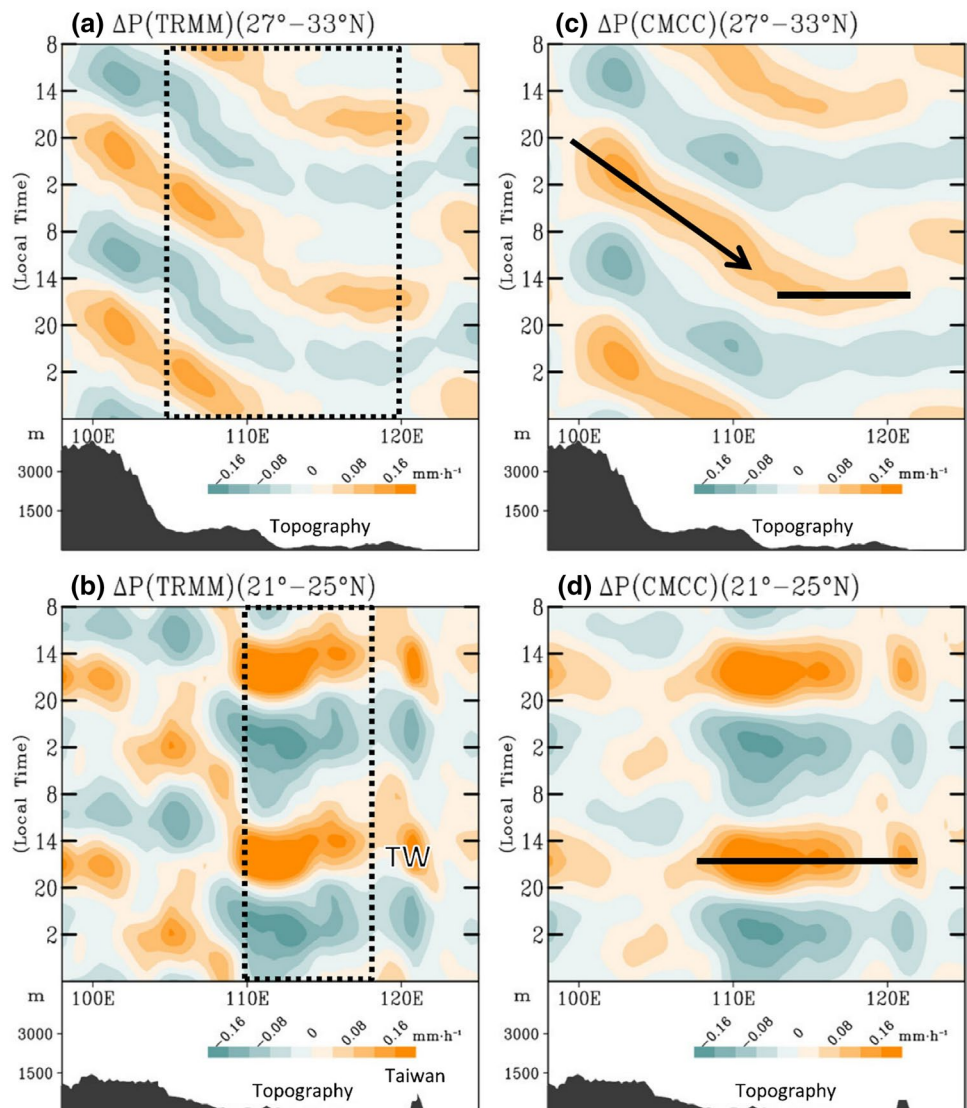 (a) ΔP(TRMM)(27°−33°N)
8
14
20
2
8
14
20
2
(Local Time)
m
100E 110E 120E
3000
1500
−0.16 −0.08 0 0.08 0.16 mm·h⁻¹
Topography
(c) ΔP(CMCC)(27°−33°N)
8
14
20
2
8
14
20
2
(Local Time)
m
100E 110E 120E
3000
1500
−0.16 −0.08 0 0.08 0.16 mm·h⁻¹
Topography
(b) ΔP(TRMM)(21°−25°N)
8
14
20
2
8
14
20
2
(Local Time)
TW
m
100E 110E 120E
3000
1500
−0.16 −0.08 0 0.08 0.16 mm·h⁻¹
Topography
Taiwan
(d) ΔP(CMCC)(21°−25°N)
8
14
20
2
8
14
20
2
(Local Time)
m
100E 110E 120E
3000
1500
−0.16 −0.08 0 0.08 0.16 mm·h⁻¹
Topography